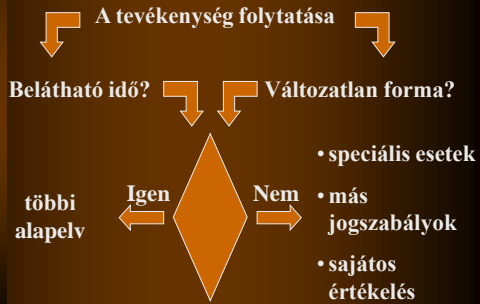 A tevékenység folytatása
Belátható idő?
Változatlan forma?
Igen
Nem
többi
alapelv
• speciális esetek
• más
jogszabályok
• sajátos
értékelés